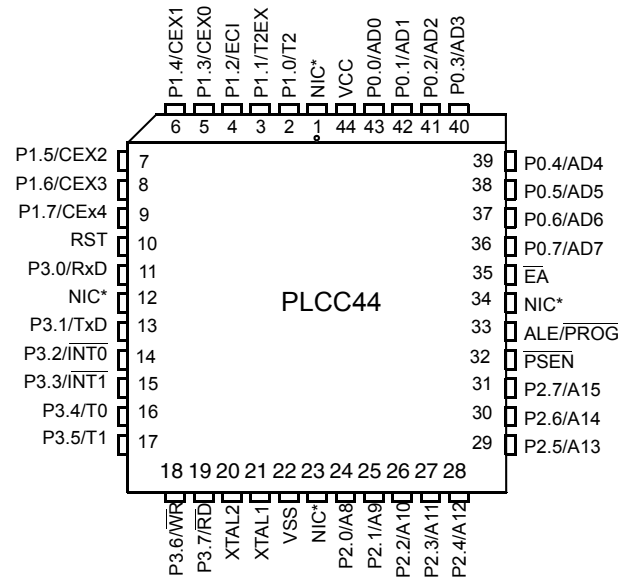 P1.4/CEX1
P1.3/CEX0
P1.2/ECI
P1.1/T2EX
P1.0/T2
NIC*
VCC
P0.0/AD0
P0.1/AD1
P0.2/AD2
P0.3/AD3
6 5 4 3 2 1 44 43 42 41 40
P1.5/CEX2 7
P1.6/CEX3 8
P1.7/CEx4 9
RST 10
P3.0/RxD 11
NIC* 12
P3.1/TxD 13
P3.2/INT0 14
P3.3/INT1 15
P3.4/T0 16
P3.5/T1 17
PLCC44
39 P0.4/AD4
38 P0.5/AD5
37 P0.6/AD6
36 P0.7/AD7
35 EA
34 NIC*
33 ALE/PROG
32 PSEN
31 P2.7/A15
30 P2.6/A14
29 P2.5/A13
18 19 20 21 22 23 24 25 26 27 28
P3.6/WR
P3.7/RD
XTAL2
XTAL1
VSS
NIC*
P2.0/A8
P2.1/A9
P2.2/A10
P2.3/A11
P2.4/A12